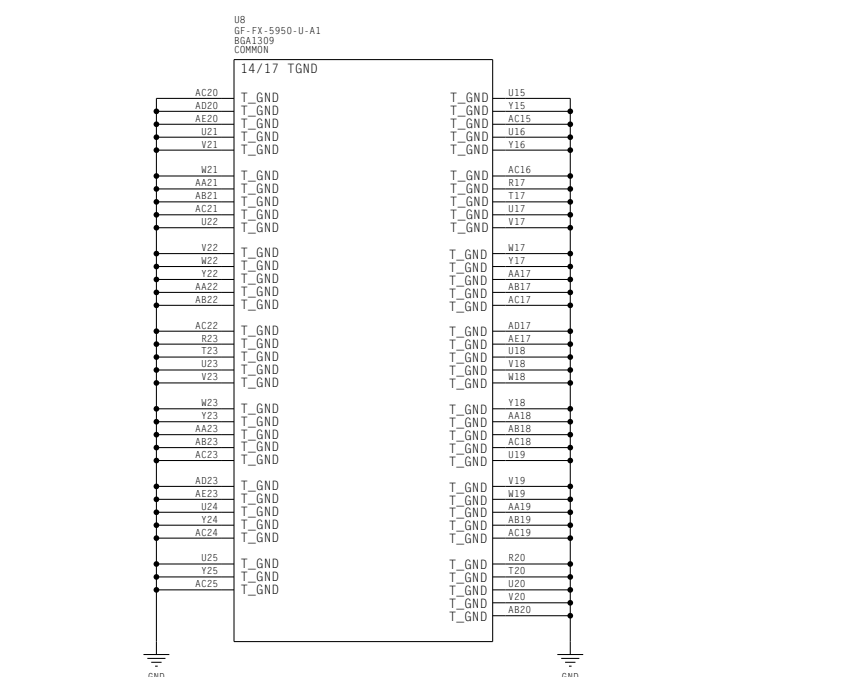 U8
GF-FX-5950-U-A1
BGA1309
COMMON
14/17 TGND
AC20 T_GND T_GND U15
AD20 T_GND T_GND Y15
AE20 T_GND T_GND AC15
U21 T_GND T_GND U16
V21 T_GND T_GND Y16
W21 T_GND T_GND AC16
AA21 T_GND T_GND R17
AB21 T_GND T_GND T17
AC21 T_GND T_GND U17
U22 T_GND T_GND V17
V22 T_GND T_GND W17
W22 T_GND T_GND Y17
Y22 T_GND T_GND AA17
AA22 T_GND T_GND AB17
AB22 T_GND T_GND AC17
AC22 T_GND T_GND AD17
R23 T_GND T_GND AE17
T23 T_GND T_GND U18
U23 T_GND T_GND V18
V23 T_GND T_GND W18
W23 T_GND T_GND Y18
Y23 T_GND T_GND AA18
AA23 T_GND T_GND AB18
AB23 T_GND T_GND AC18
AC23 T_GND T_GND U19
AD23 T_GND T_GND V19
AE23 T_GND T_GND W19
U24 T_GND T_GND AA19
Y24 T_GND T_GND AB19
AC24 T_GND T_GND AC19
U25 T_GND T_GND R20
Y25 T_GND T_GND T20
AC25 T_GND T_GND U20
T_GND V20
T_GND AB20
GND GND